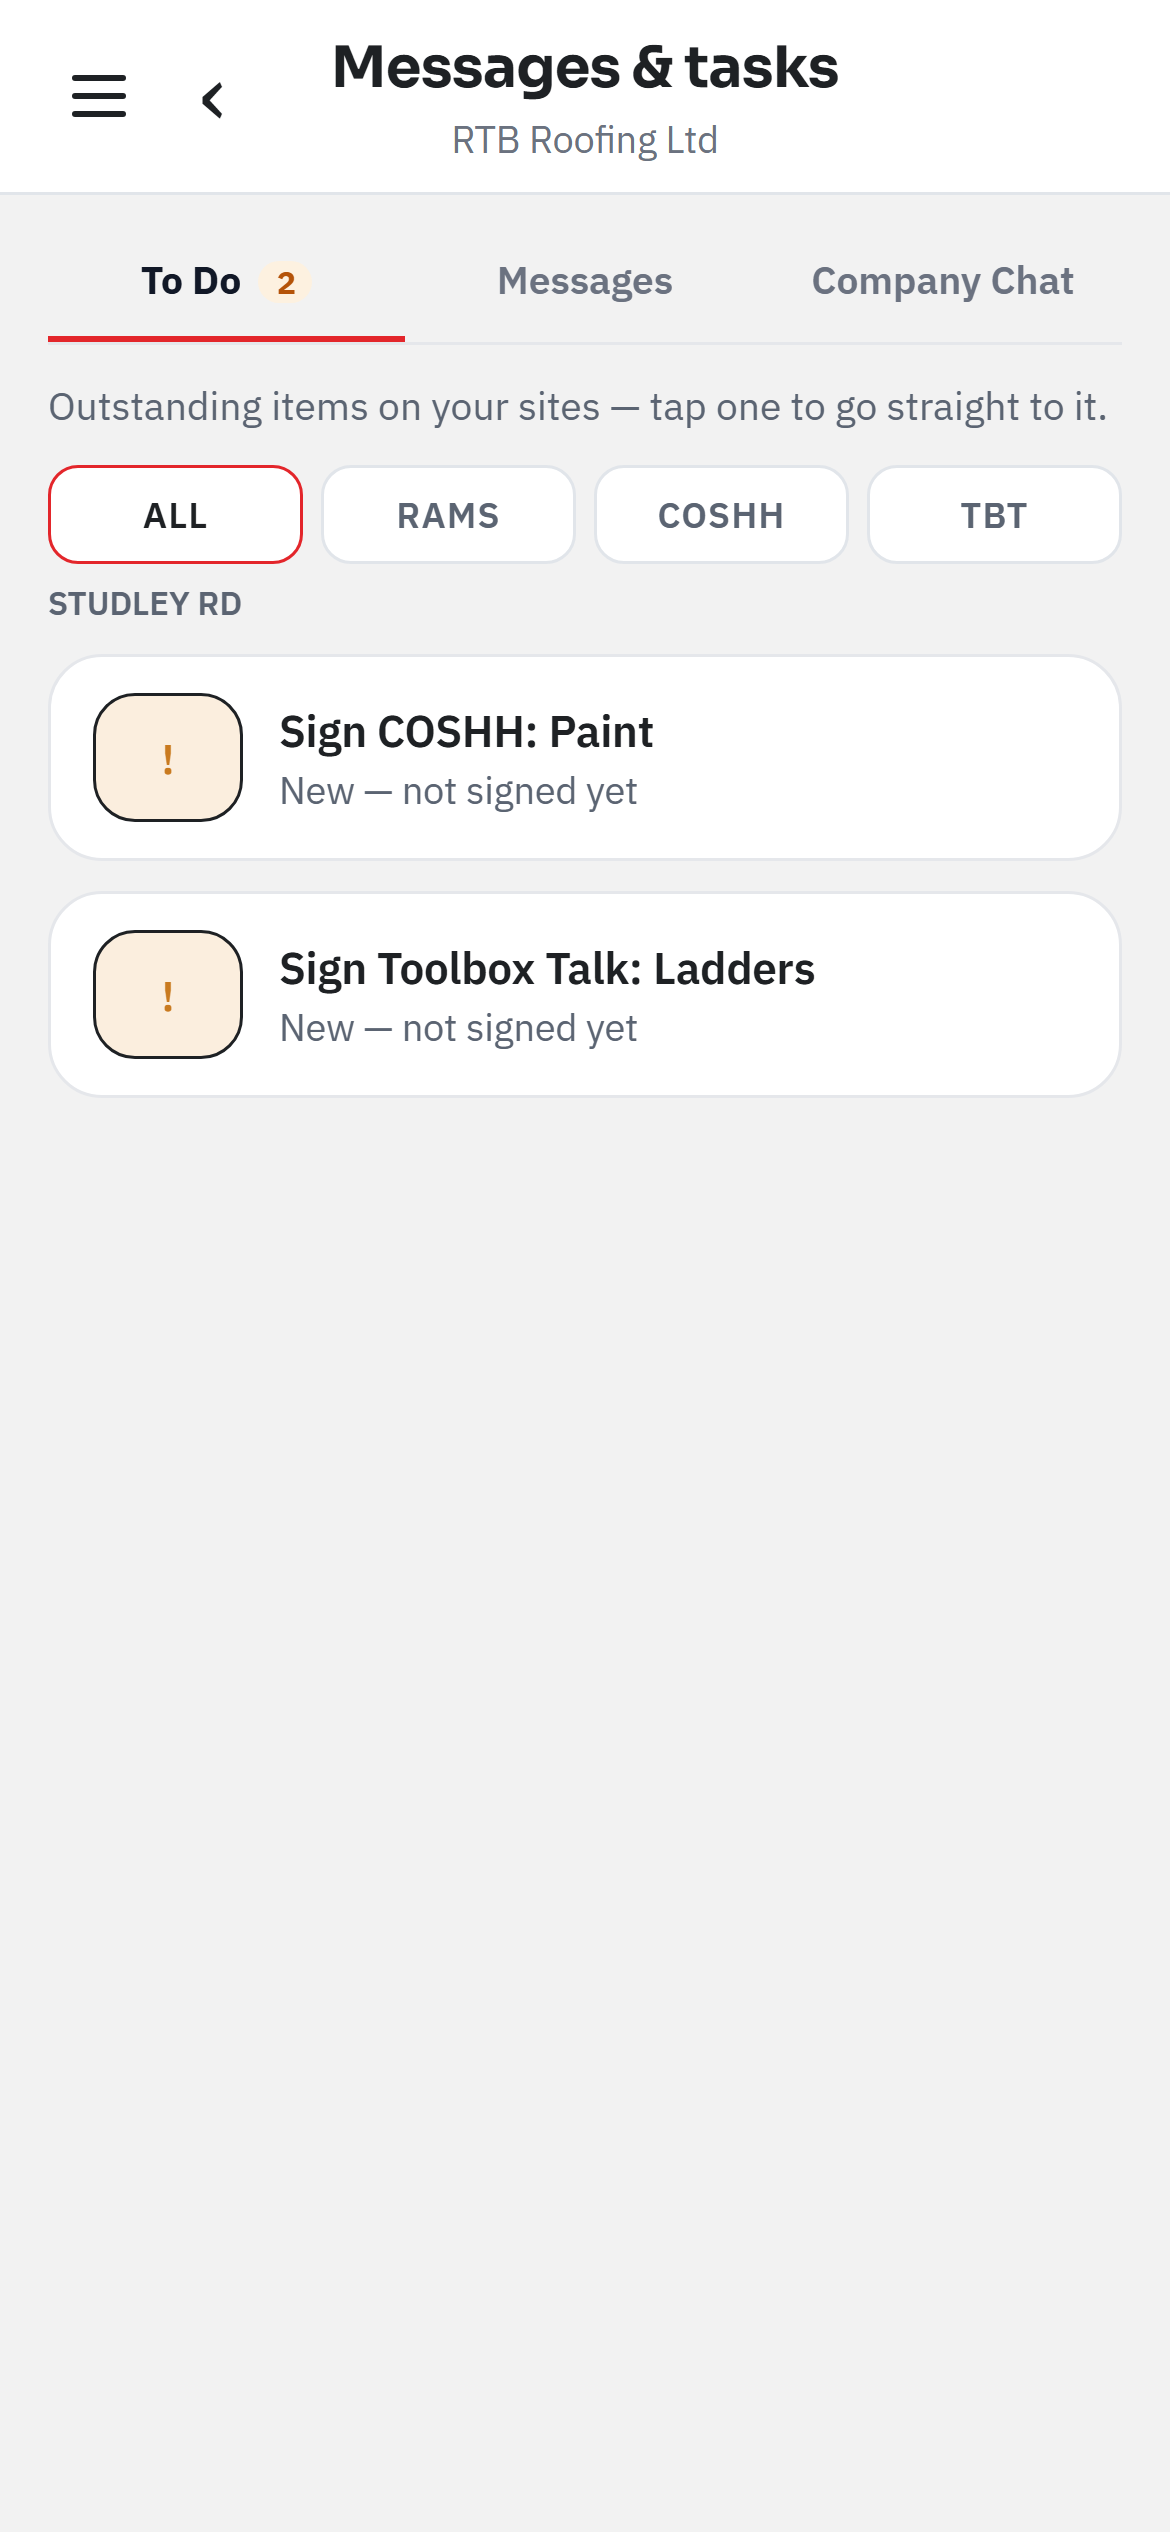 Messages & tasks
RTB Roofing Ltd
To Do 2 Messages Company Chat
Outstanding items on your sites — tap one to go straight to it.
ALL RAMS COSHH TBT
STUDLEY RD
!
Sign COSHH: Paint
New — not signed yet
!
Sign Toolbox Talk: Ladders
New — not signed yet